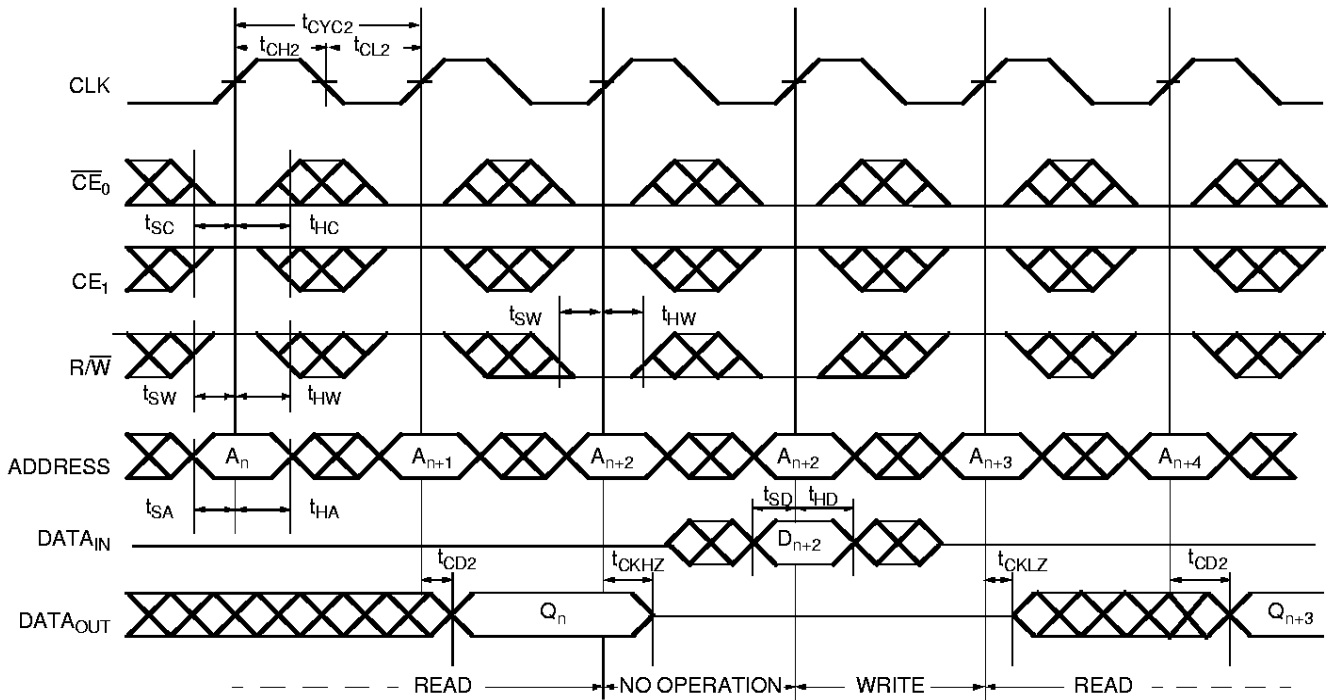 tCYC2
tCH2 tCL2
CLK
CE0
tSC tHC
CE1
tSW tHW
R/W
tSW tHW
ADDRESS An An+1 An+2 An+2 An+3 An+4
tSA tHA tSD tHD
DATAIN Dn+2
tCD2 tCKHZ tCKLZ tCD2
DATAOUT Qn Qn+3
READ NO OPERATION WRITE READ